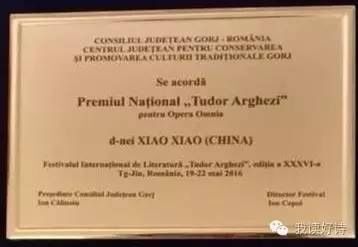 CONSILIUL JUDEȚEAN GORJ - ROMÂNIA
CENTRUL JUDEȚEAN PENTRU CONSERVAREA
ȘI PROMOVAREA CULTURII TRADIȚIONALE GORJ
Se acordă
Premiul Național „Tudor Arghezi”
pentru Opera Omnia
d-nei XIAO XIAO (CHINA)
Festivalul Internațional de Literatură „Tudor Arghezi”, ediția a XXXVI-a
Tg-Jiu, România, 19-22 mai 2016
Președinte Consiliul Județean Gorj Director Festival
Ion Călinoiu Ion Cepoi
我读好诗